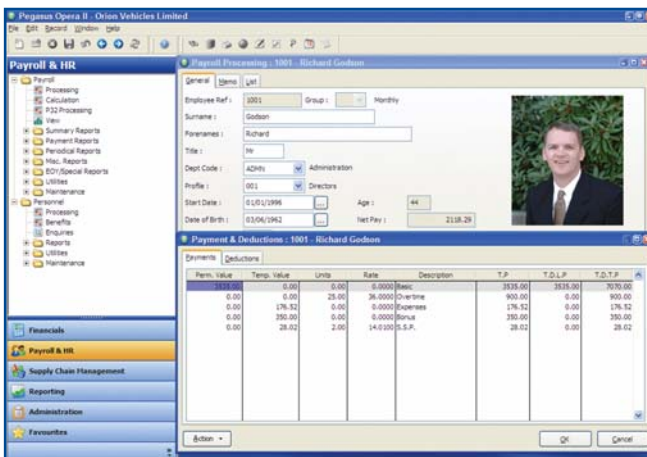 Pegasus Opera II - Orion Vehicles Limited
File Edit Record Window Help
Payroll & HR
Payroll
Processing
Calculation
P32 Processing
View
Summary Reports
Payment Reports
Periodical Reports
Misc. Reports
EOY/Special Reports
Utilities
Maintenance
Personnel
Processing
Benefits
Enquiries
Reports
Utilities
Maintenance
Financials
Payroll & HR
Supply Chain Management
Reporting
Administration
Favourites
Payroll Processing : 1001 - Richard Godson
General Memo List
Employee Ref : 1001 Group : Monthly
Surname : Godson
Forenames : Richard
Title : Mr
Dept Code : ADMN Administration
Profile : 001 Directors
Start Date : 01/01/1996 ... Age : 44
Date of Birth : 03/06/1962 ... Net Pay : 2118.29
Payment & Deductions : 1001 - Richard Godson
Payments Deductions
Perm. Value Temp. Value Units Rate Description T.P T.D.L.P T.D.T.P
3535.00 0.00 0.00 0.0000 Basic 3535.00 3535.00 7070.00
0.00 0.00 25.00 36.0000 Overtime 900.00 0.00 900.00
0.00 176.52 0.00 0.0000 Expenses 176.52 0.00 176.52
0.00 350.00 0.00 0.0000 Bonus 350.00 0.00 350.00
0.00 28.02 2.00 14.0100 S.S.P. 28.02 0.00 28.02
Action OK Cancel